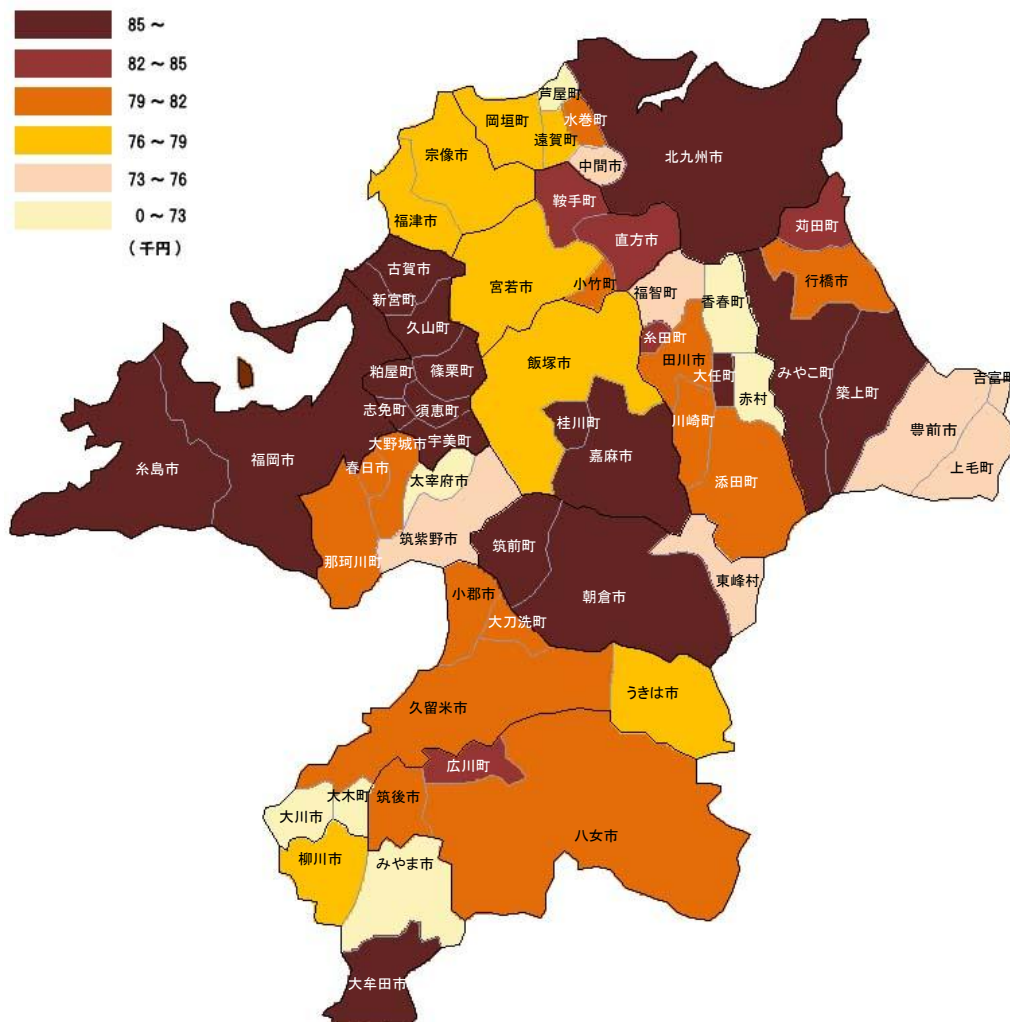 85 ～
82 ～ 85
79 ～ 82
76 ～ 79
73 ～ 76
0 ～ 73
(千円)
芦屋町
岡垣町
水巻町
遠賀町
宗像市
北九州市
中間市
鞍手町
福津市
苅田町
直方市
古賀市
行橋市
小竹町
宮若市
福智町
新宮町
香春町
久山町
糸田町
飯塚市
田川市
粕屋町
篠栗町
大任町
みやこ町
吉富町
築上町
赤村
志免町
須恵町
桂川町
川崎町
豊前市
大野城市
宇美町
福岡市
糸島市
春日市
嘉麻市
上毛町
太宰府市
添田町
筑紫野市
筑前町
那珂川町
東峰村
小郡市
朝倉市
大刀洗町
うきは市
久留米市
広川町
大木町
筑後市
大川市
八女市
柳川市
みやま市
大牟田市